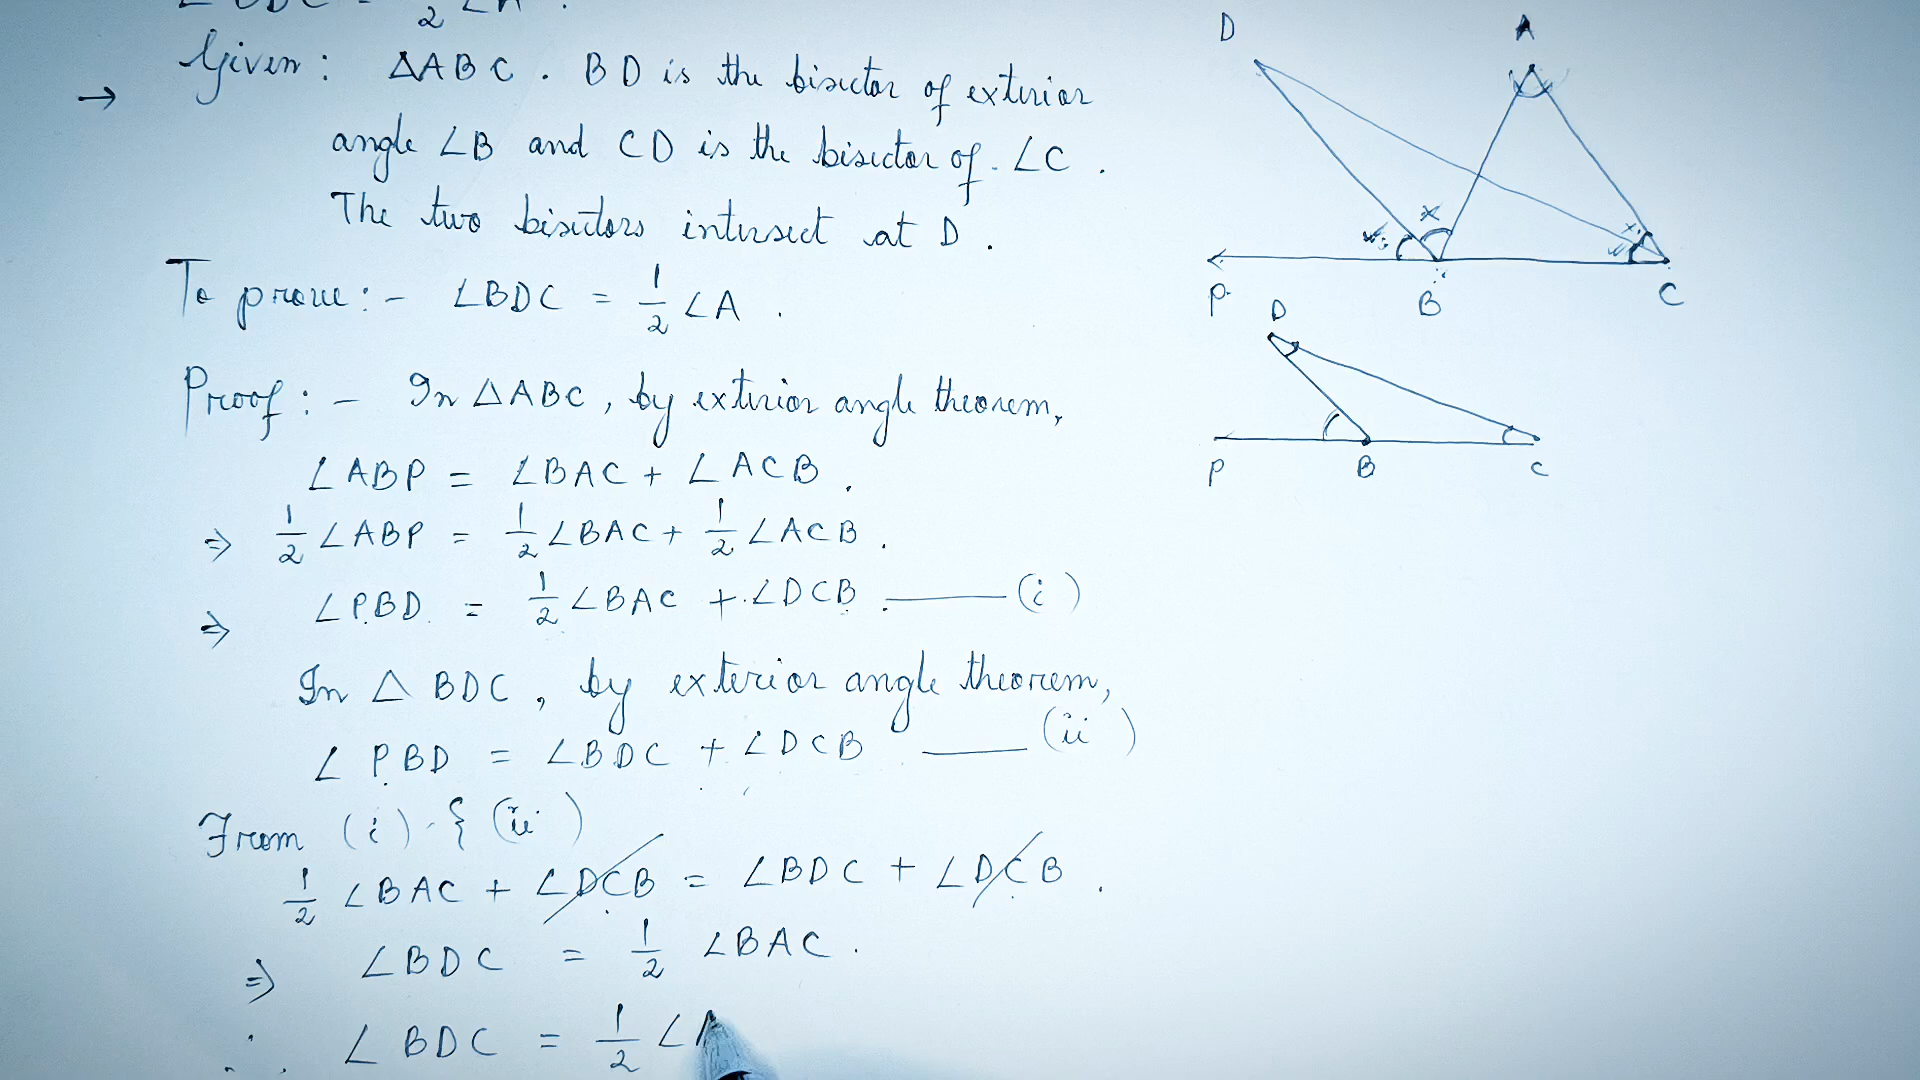 Given : ΔABC . BD is the bisector of exterior
→
angle ∠B and CD is the bisector of ∠C .
The two bisectors intersect at D .
To prove :- ∠BDC = 1/2 ∠A .
Proof :- In ΔABC, by exterior angle theorem,
∠ABP = ∠BAC + ∠ACB .
⇒ 1/2 ∠ABP = 1/2 ∠BAC + 1/2 ∠ACB .
⇒ ∠PBD = 1/2 ∠BAC + ∠DCB . —— (i)
In Δ BDC, by exterior angle theorem,
∠PBD = ∠BDC + ∠DCB —— (ii)
From (i) & (ii)
1/2 ∠BAC + ∠DCB = ∠BDC + ∠DCB .
⇒ ∠BDC = 1/2 ∠BAC .
∴ ∠BDC = 1/2 ∠A
D A
x
P B C
D
P B C